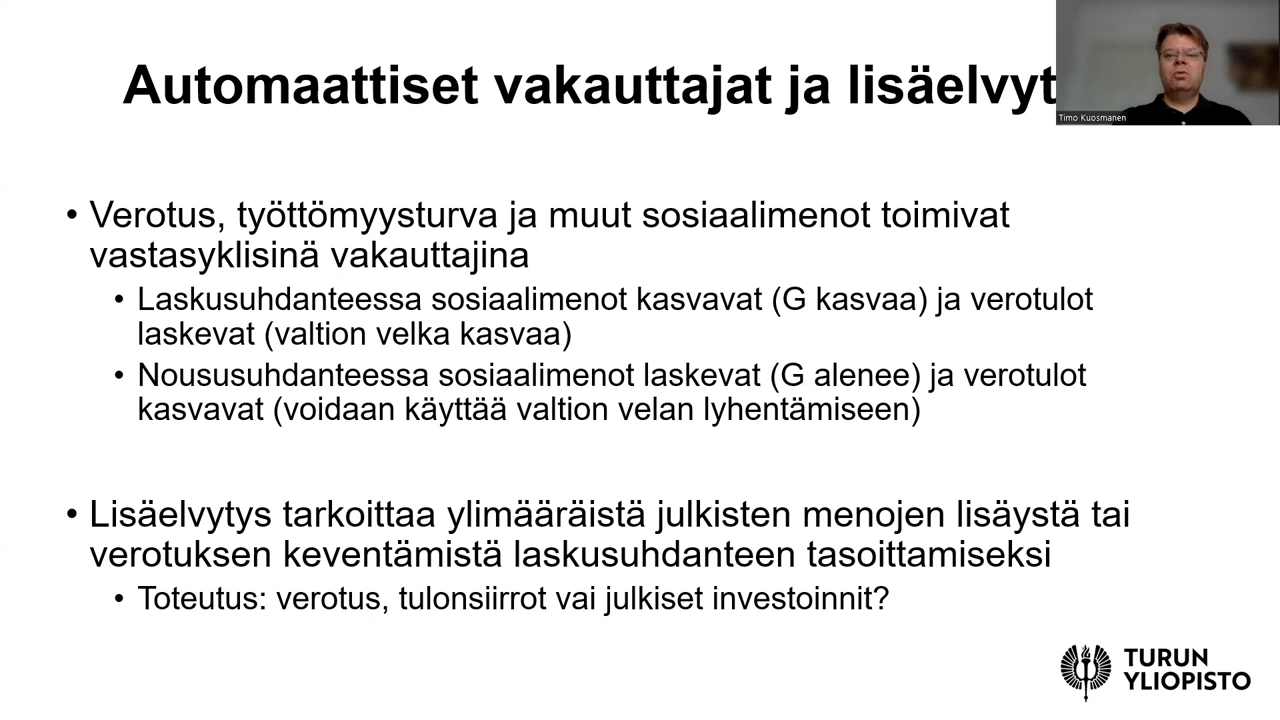 Automaattiset vakauttajat ja lisäelvyt
Timo Kuosmanen
• Verotus, työttömyysturva ja muut sosiaalimenot toimivat
vastasyklisinä vakauttajina
• Laskusuhdanteessa sosiaalimenot kasvavat (G kasvaa) ja verotulot
laskevat (valtion velka kasvaa)
• Noususuhdanteessa sosiaalimenot laskevat (G alenee) ja verotulot
kasvavat (voidaan käyttää valtion velan lyhentämiseen)
• Lisäelvytys tarkoittaa ylimääräistä julkisten menojen lisäystä tai
verotuksen keventämistä laskusuhdanteen tasoittamiseksi
• Toteutus: verotus, tulonsiirrot vai julkiset investoinnit?
TURUN
YLIOPISTO